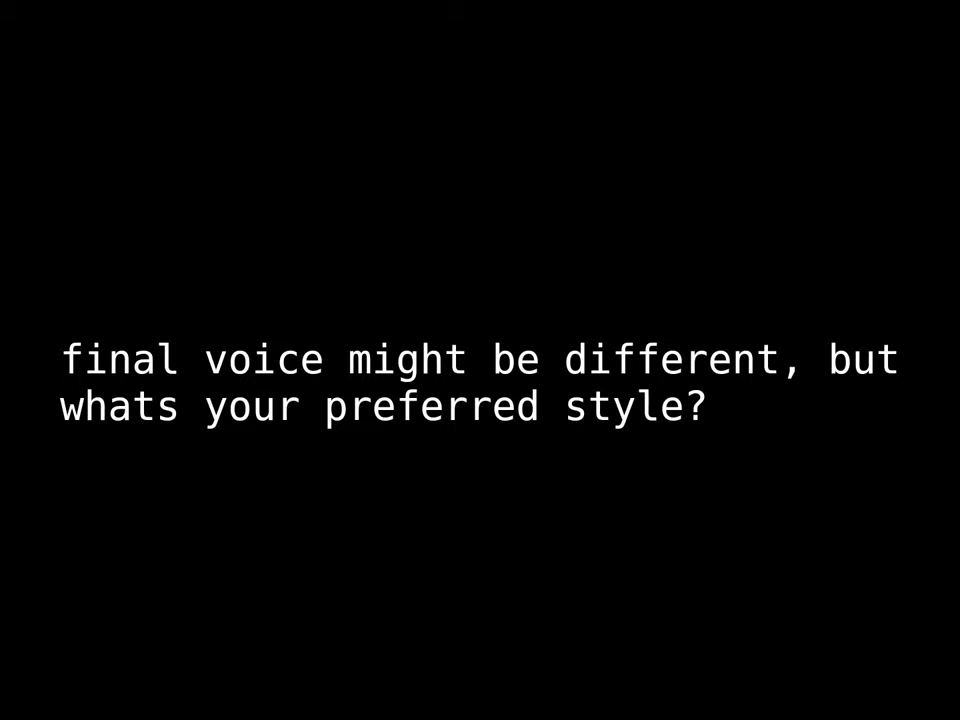 final voice might be different, but
whats your preferred style?